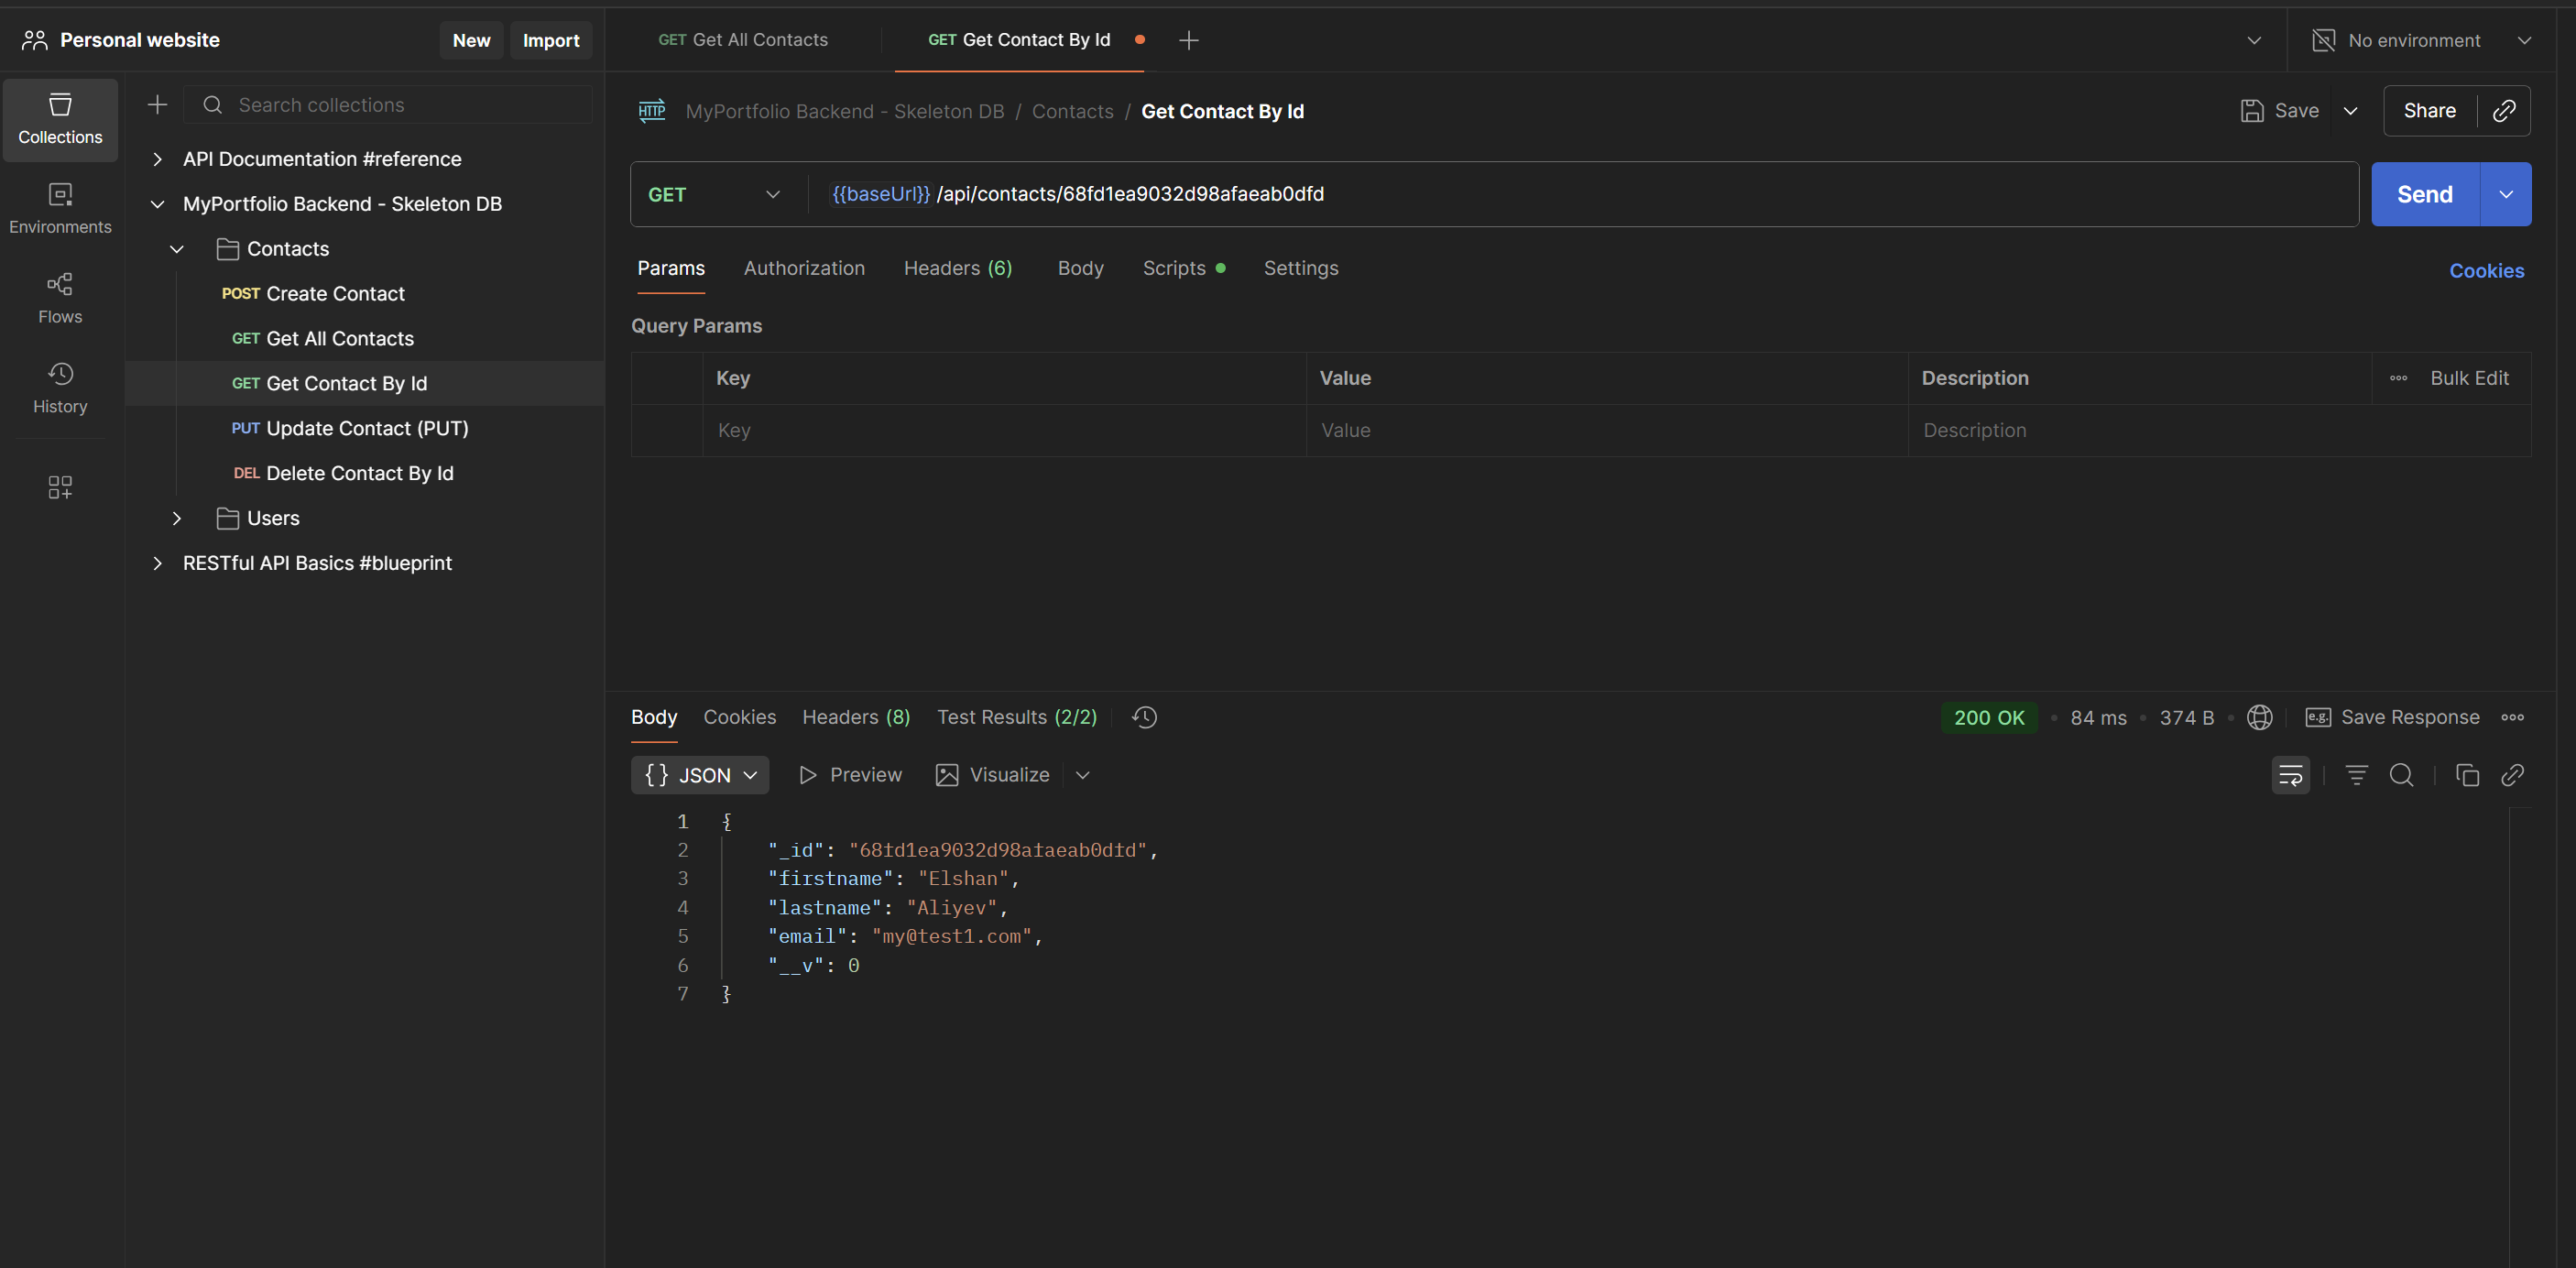 Personal website
New
Import
GET Get All Contacts
GET Get Contact By Id
No environment
Collections
Environments
Flows
History
Search collections
API Documentation #reference
MyPortfolio Backend - Skeleton DB
Contacts
POST Create Contact
GET Get All Contacts
GET Get Contact By Id
PUT Update Contact (PUT)
DEL Delete Contact By Id
Users
RESTful API Basics #blueprint
HTTP MyPortfolio Backend - Skeleton DB / Contacts / Get Contact By Id
Save
Share
GET {{baseUrl}} /api/contacts/68fd1ea9032d98afaeab0dfd
Send
Params Authorization Headers (6) Body Scripts Settings
Cookies
Query Params
Key Value Description Bulk Edit
Key Value Description
Body Cookies Headers (8) Test Results (2/2)
200 OK • 84 ms • 374 B • e.g. Save Response
{} JSON Preview Visualize
1 {
2 "_id": "68fd1ea9032d98afaeab0dfd",
3 "firstname": "Elshan",
4 "lastname": "Aliyev",
5 "email": "my@test1.com",
6 "__v": 0
7 }